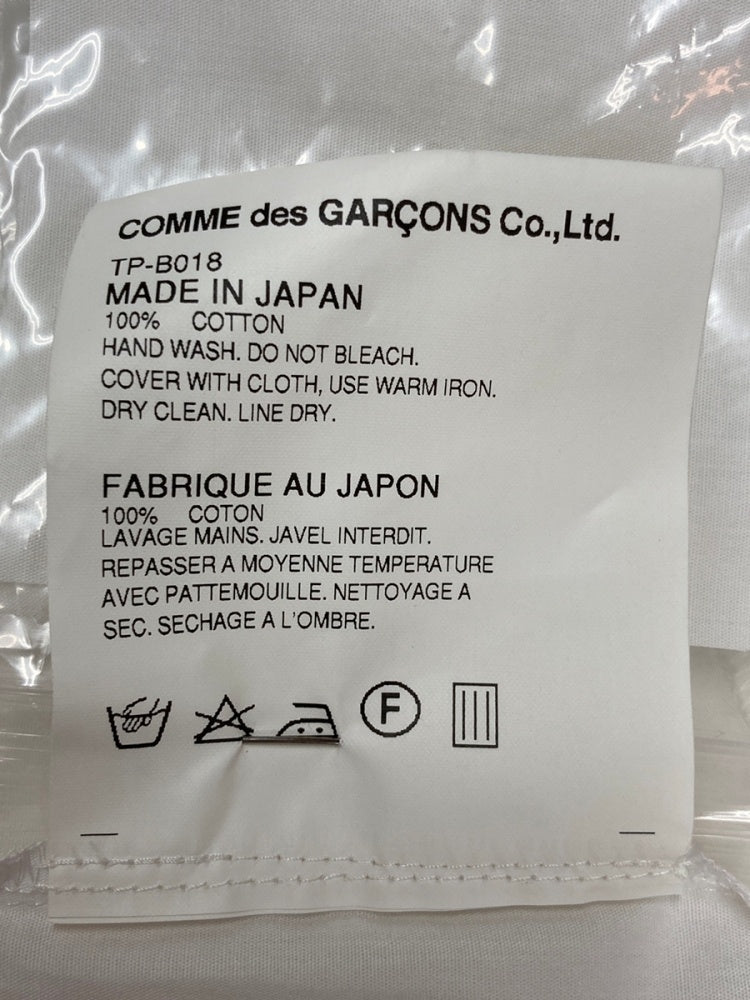 COMME des GARÇONS Co.,Ltd.
TP-B018
MADE IN JAPAN
100% COTTON
HAND WASH. DO NOT BLEACH.
COVER WITH CLOTH, USE WARM IRON.
DRY CLEAN. LINE DRY.
FABRIQUE AU JAPON
100% COTON
LAVAGE MAINS. JAVEL INTERDIT.
REPASSER A MOYENNE TEMPERATURE
AVEC PATTEMOUILLE. NETTOYAGE A
SEC. SECHAGE A L'OMBRE.
F